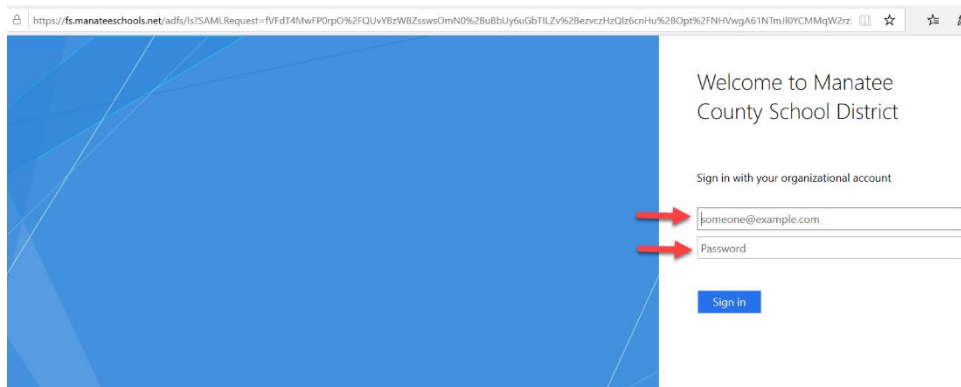 https://fs.manateeschools.net/adfs/ls?SAMLRequest=fVFdT4MwFP0rpO%2FQUvYBzWBZsswsOmN0%2BuBbUy6uGbTILZv%2BezvczHzQlz6cnHu%2BOpt%2FNHVwgA61NTmJI0YCMMqW2rz
Welcome to Manatee
County School District
Sign in with your organizational account
someone@example.com
Password
Sign in